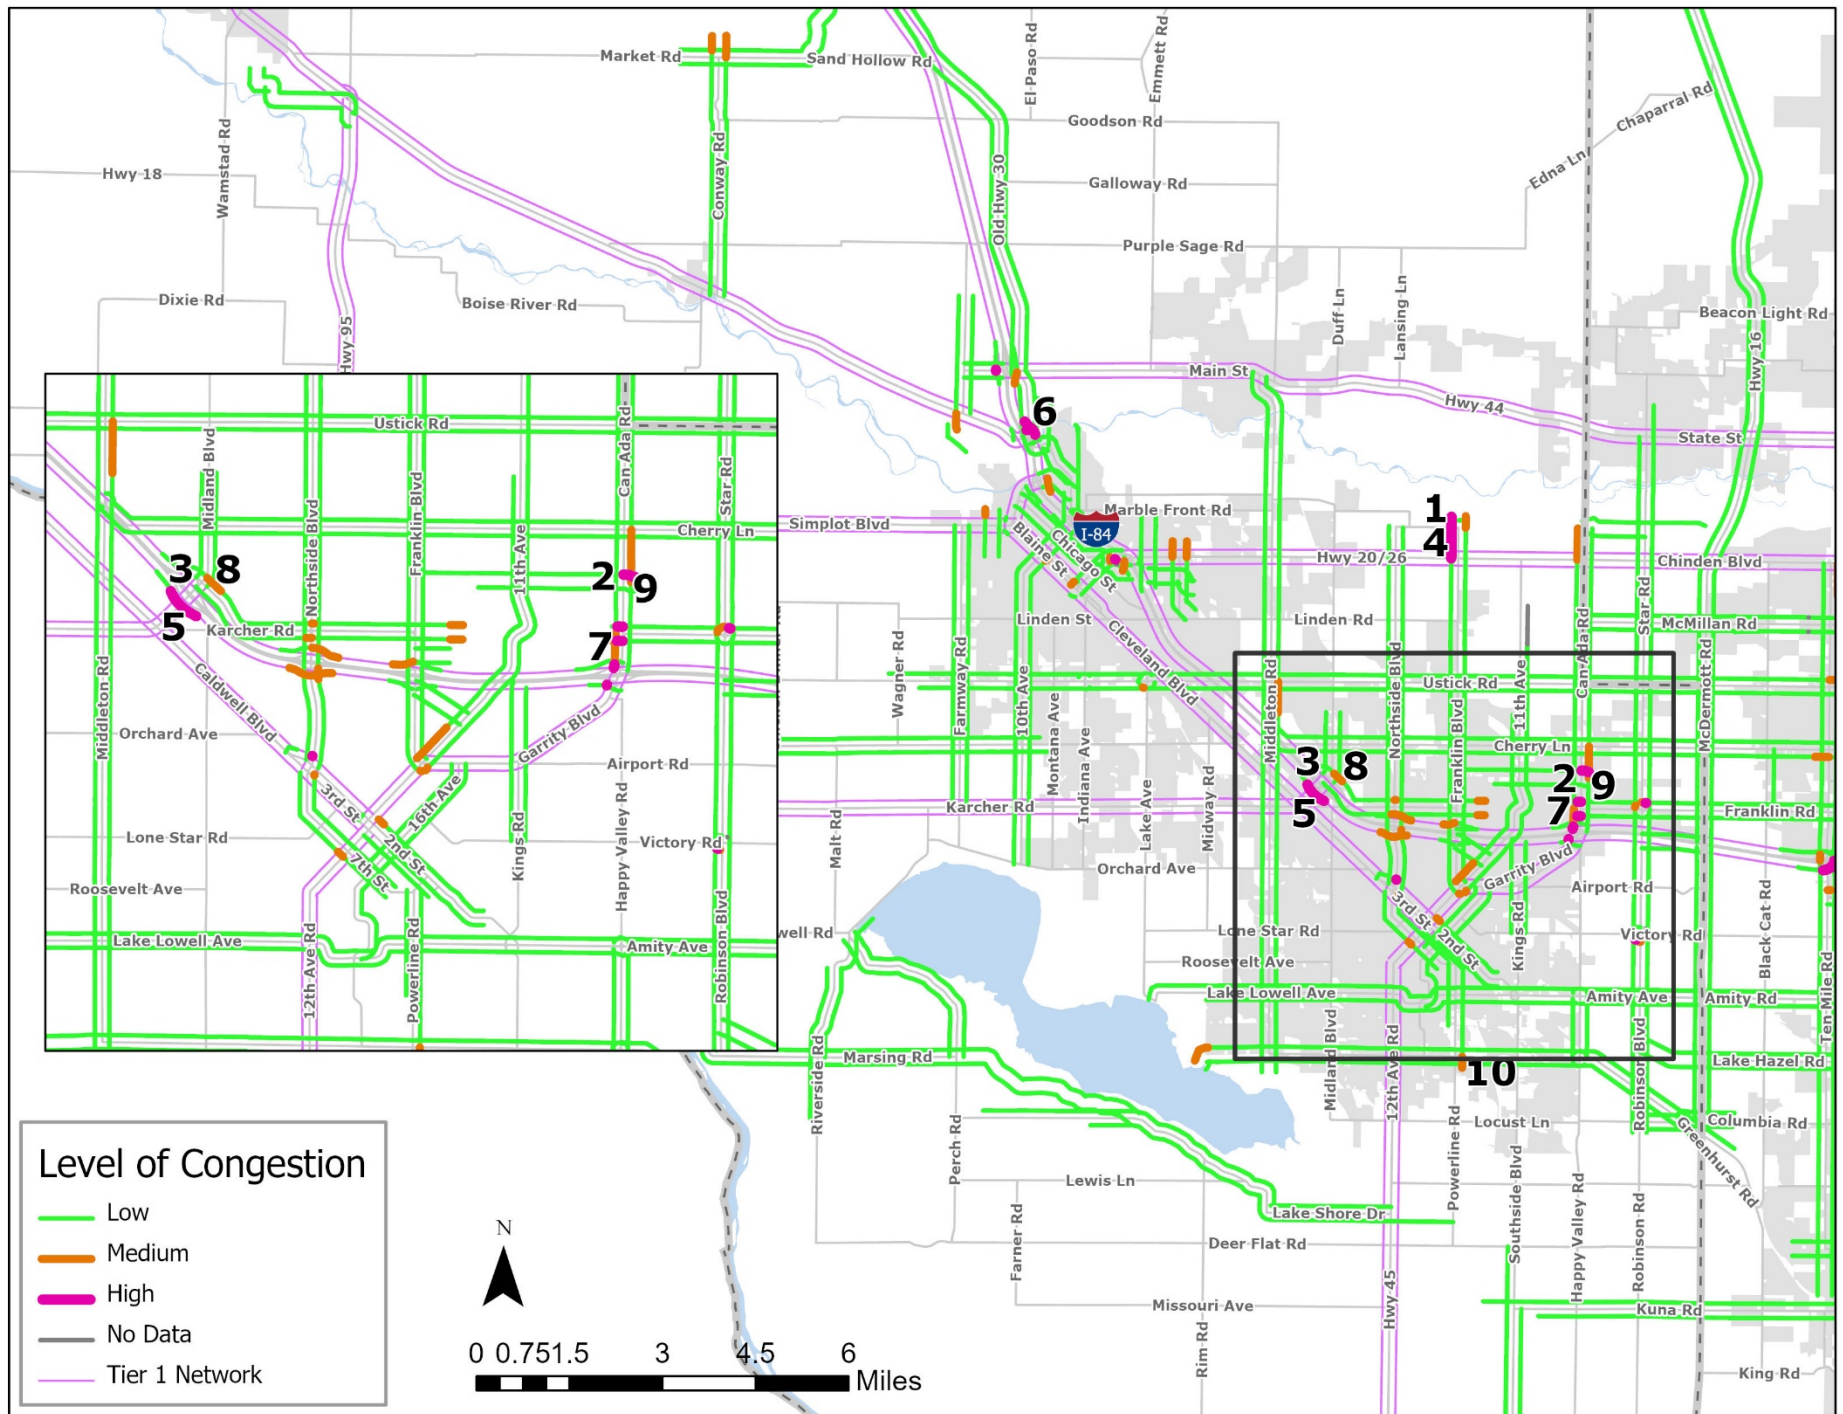 Market Rd
Sand Hollow Rd
El Paso Rd
Emmett Rd
Goodson Rd
Chaparral Rd
Edna Ln
Wamstad Rd
Hwy 18
Conway Rd
Old Hwy 30
Galloway Rd
Purple Sage Rd
Dixie Rd
Boise River Rd
Hwy 95
Duff Ln
Lansing Ln
Beacon Light Rd
Hwy 16
Main St
Hwy 44
State St
6
Simplot Blvd
Marble Front Rd
I-84
Blaine St
Chicago St
1
4
Hwy 20/26
Chinden Blvd
Linden St
Linden Rd
Cleveland Blvd
McMillan Rd
Star Rd
Can-Ada Rd
Wagner Rd
Farmway Rd
10th Ave
Montana Ave
Indiana Ave
Lake Ave
Midway Rd
Middleton Rd
Northside Blvd
Franklin Blvd
11th Ave
Ustick Rd
McDermott Rd
Cherry Ln
3
8
5
2
9
7
Karcher Rd
Franklin Rd
Malt Rd
Orchard Ave
Garrity Blvd
Airport Rd
Kings Rd
Black Cat Rd
Ten Mile Rd
3rd St
2nd St
Lone Star Rd
Victory Rd
Roosevelt Ave
Lake Lowell Ave
Amity Ave
Amity Rd
well Rd
Midland Blvd
12th Ave Rd
Robinson Blvd
Lake Hazel Rd
10
Marsing Rd
Riverside Rd
Perch Rd
Powerline Rd
Locust Ln
Columbia Rd
Greenhurst Rd
Lewis Ln
Farner Rd
Lake Shore Dr
Southside Blvd
Happy Valley Rd
Robinson Rd
Deer Flat Rd
Missouri Ave
Rim Rd
Hwy 45
Kuna Rd
King Rd
Ustick Rd
Midland Blvd
Northside Blvd
Franklin Blvd
11th Ave
Can-Ada Rd
Star Rd
Cherry Ln
3
8
5
2
9
7
Karcher Rd
Caldwell Blvd
Middleton Rd
Orchard Ave
Garrity Blvd
Airport Rd
3rd St
16th Ave
2nd St
7th St
Lone Star Rd
Kings Rd
Happy Valley Rd
Victory Rd
Roosevelt Ave
Lake Lowell Ave
12th Ave Rd
Powerline Rd
Amity Ave
Robinson Blvd
Level of Congestion
Low
Medium
High
No Data
Tier 1 Network
N
0 0.75 1.5 3 4.5 6
Miles